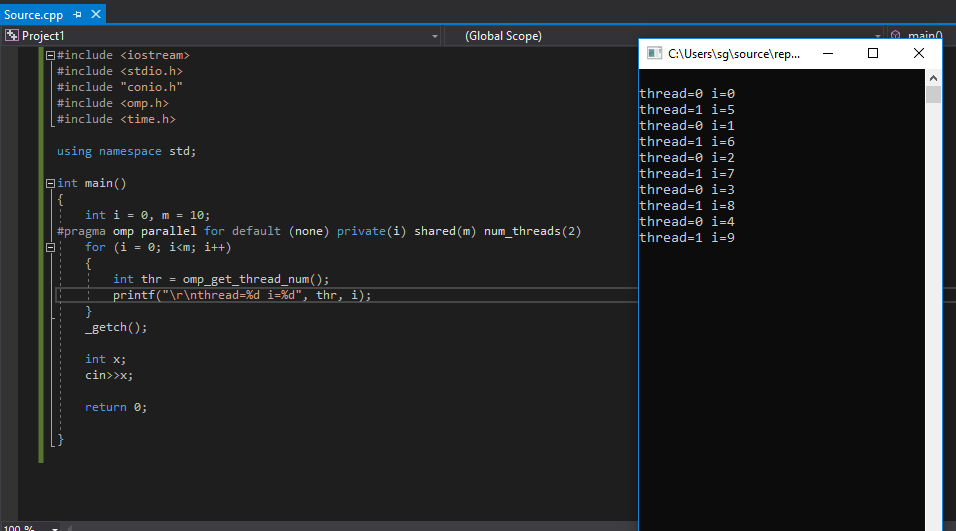 Source.cpp
Project1
(Global Scope)
main()
#include <iostream>
#include <stdio.h>
#include "conio.h"
#include <omp.h>
#include <time.h>
using namespace std;
int main()
{
int i = 0, m = 10;
#pragma omp parallel for default (none) private(i) shared(m) num_threads(2)
for (i = 0; i<m; i++)
{
int thr = omp_get_thread_num();
printf("\r\nthread=%d i=%d", thr, i);
}
_getch();
int x;
cin>>x;
return 0;
}
100 %
C:\Users\sg\source\rep...
thread=0 i=0
thread=1 i=5
thread=0 i=1
thread=1 i=6
thread=0 i=2
thread=1 i=7
thread=0 i=3
thread=1 i=8
thread=0 i=4
thread=1 i=9